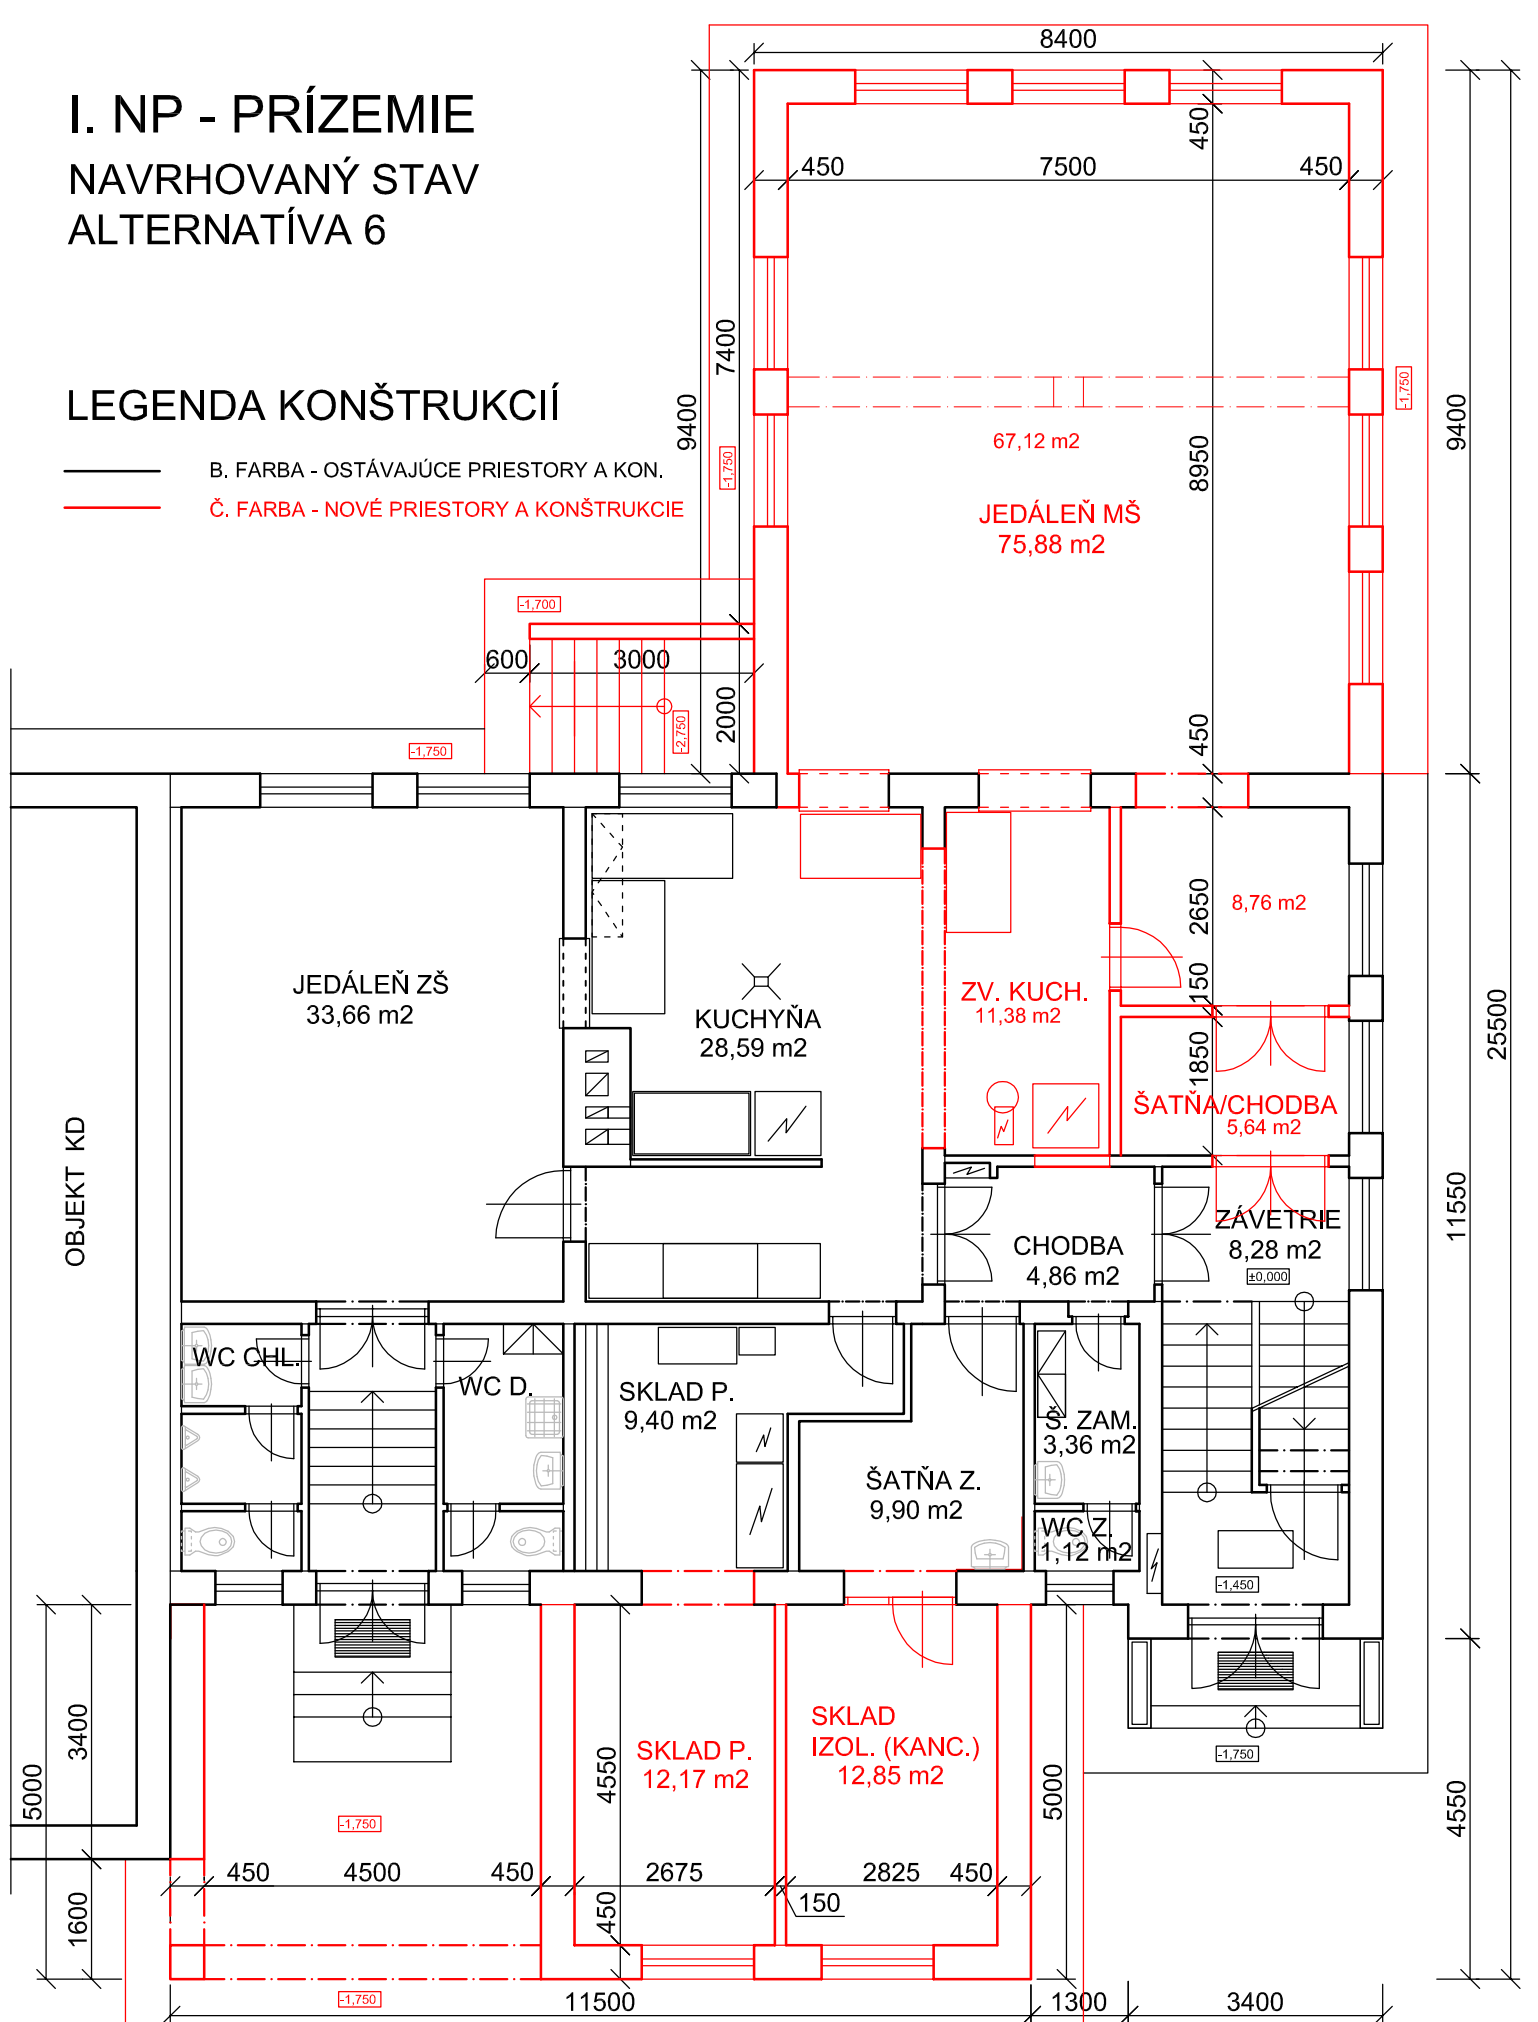 8400
I. NP - PRÍZEMIE
NAVRHOVANÝ STAV
ALTERNATÍVA 6
450
450
7500
450
7400
9400
9400
-1,750
-1,750
LEGENDA KONŠTRUKCIÍ
B. FARBA - OSTÁVAJÚCE PRIESTORY A KON.
Č. FARBA - NOVÉ PRIESTORY A KONŠTRUKCIE
67,12 m2
8950
JEDÁLEŇ MŠ
75,88 m2
-1,700
600
3000
2000
-2,750
-1,750
450
2650
8,76 m2
150
JEDÁLEŇ ZŠ
33,66 m2
KUCHYŇA
28,59 m2
ZV. KUCH.
11,38 m2
25500
1850
ŠATŇA/CHODBA
5,64 m2
OBJEKT KD
11550
ZÁVETRIE
8,28 m2
±0,000
CHODBA
4,86 m2
WC CHL.
WC D.
SKLAD P.
9,40 m2
Š. ZAM.
3,36 m2
ŠATŇA Z.
9,90 m2
WC Z.
1,12 m2
-1,450
SKLAD
IZOL. (KANC.)
12,85 m2
SKLAD P.
12,17 m2
-1,750
3400
5000
4550
5000
4550
-1,750
450
4500
450
2675
2825
450
150
450
1600
-1,750
11500
1300
3400